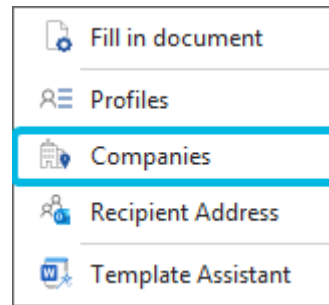 Fill in document
Profiles
Companies
Recipient Address
Template Assistant